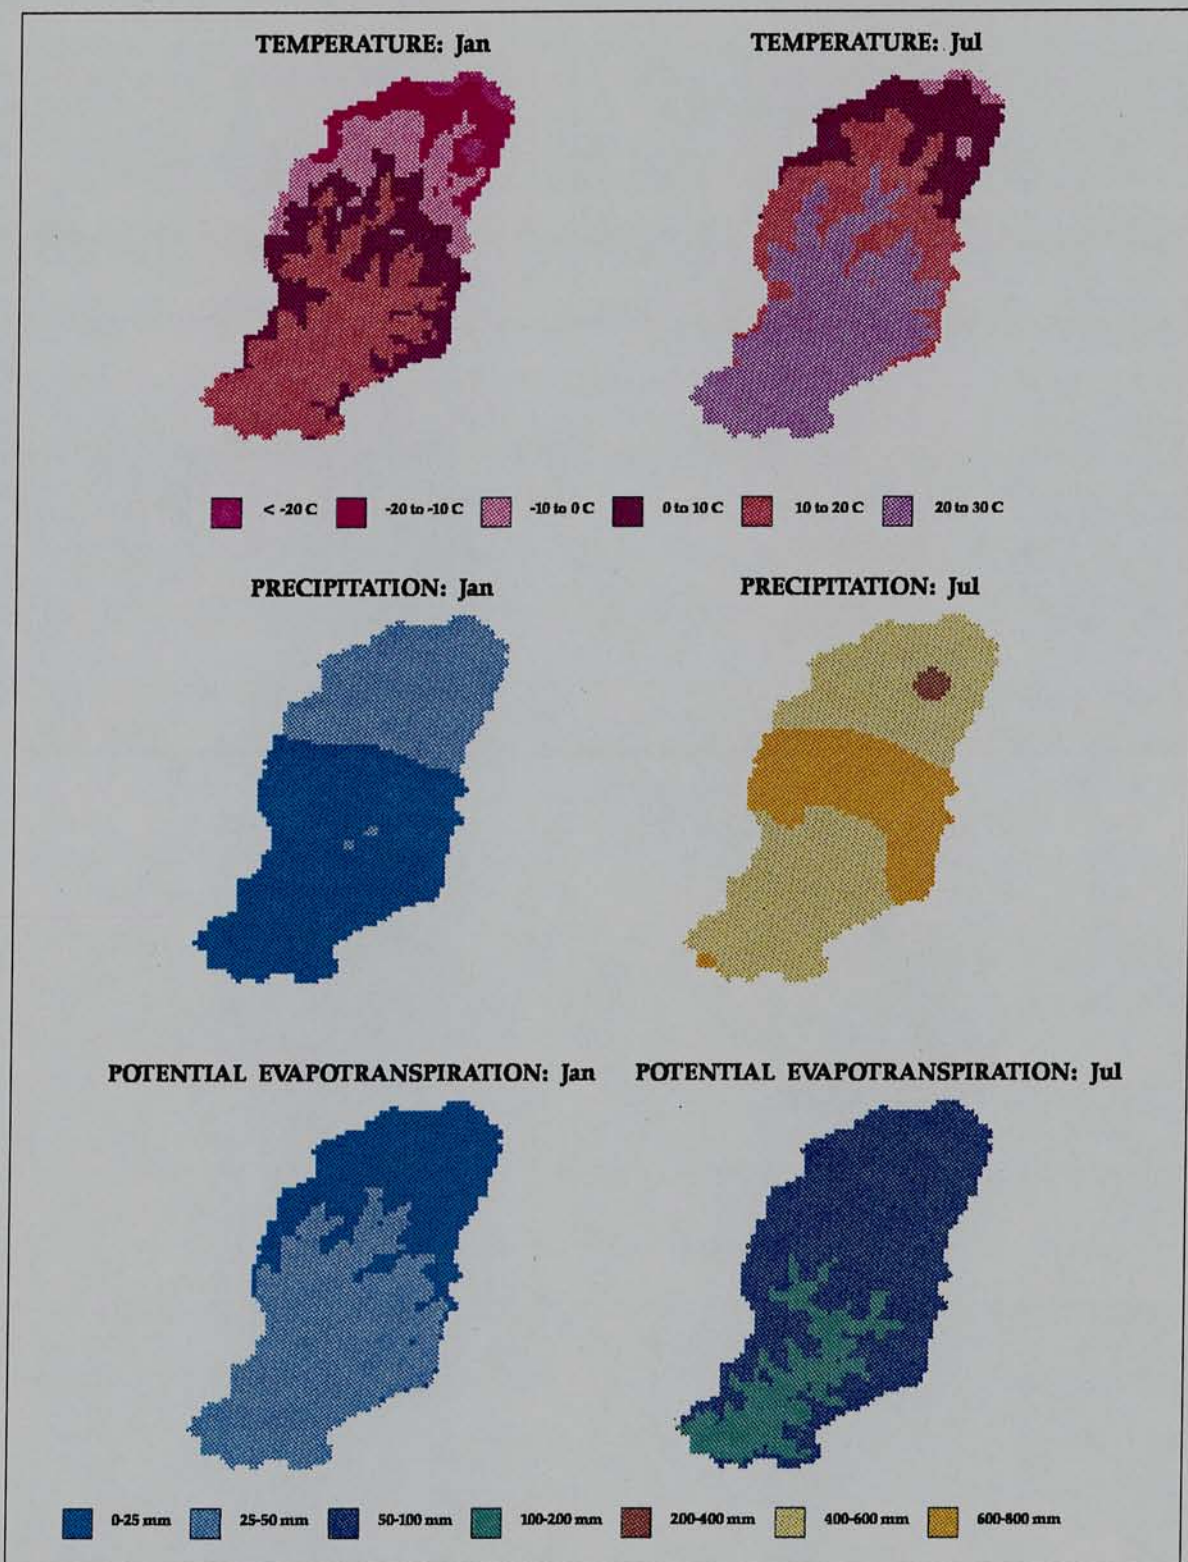 TEMPERATURE: Jan
TEMPERATURE: Jul
< -20 C
-20 to -10 C
-10 to 0 C
0 to 10 C
10 to 20 C
20 to 30 C
PRECIPITATION: Jan
PRECIPITATION: Jul
POTENTIAL EVAPOTRANSPIRATION: Jan
POTENTIAL EVAPOTRANSPIRATION: Jul
0-25 mm
25-50 mm
50-100 mm
100-200 mm
200-400 mm
400-600 mm
600-800 mm